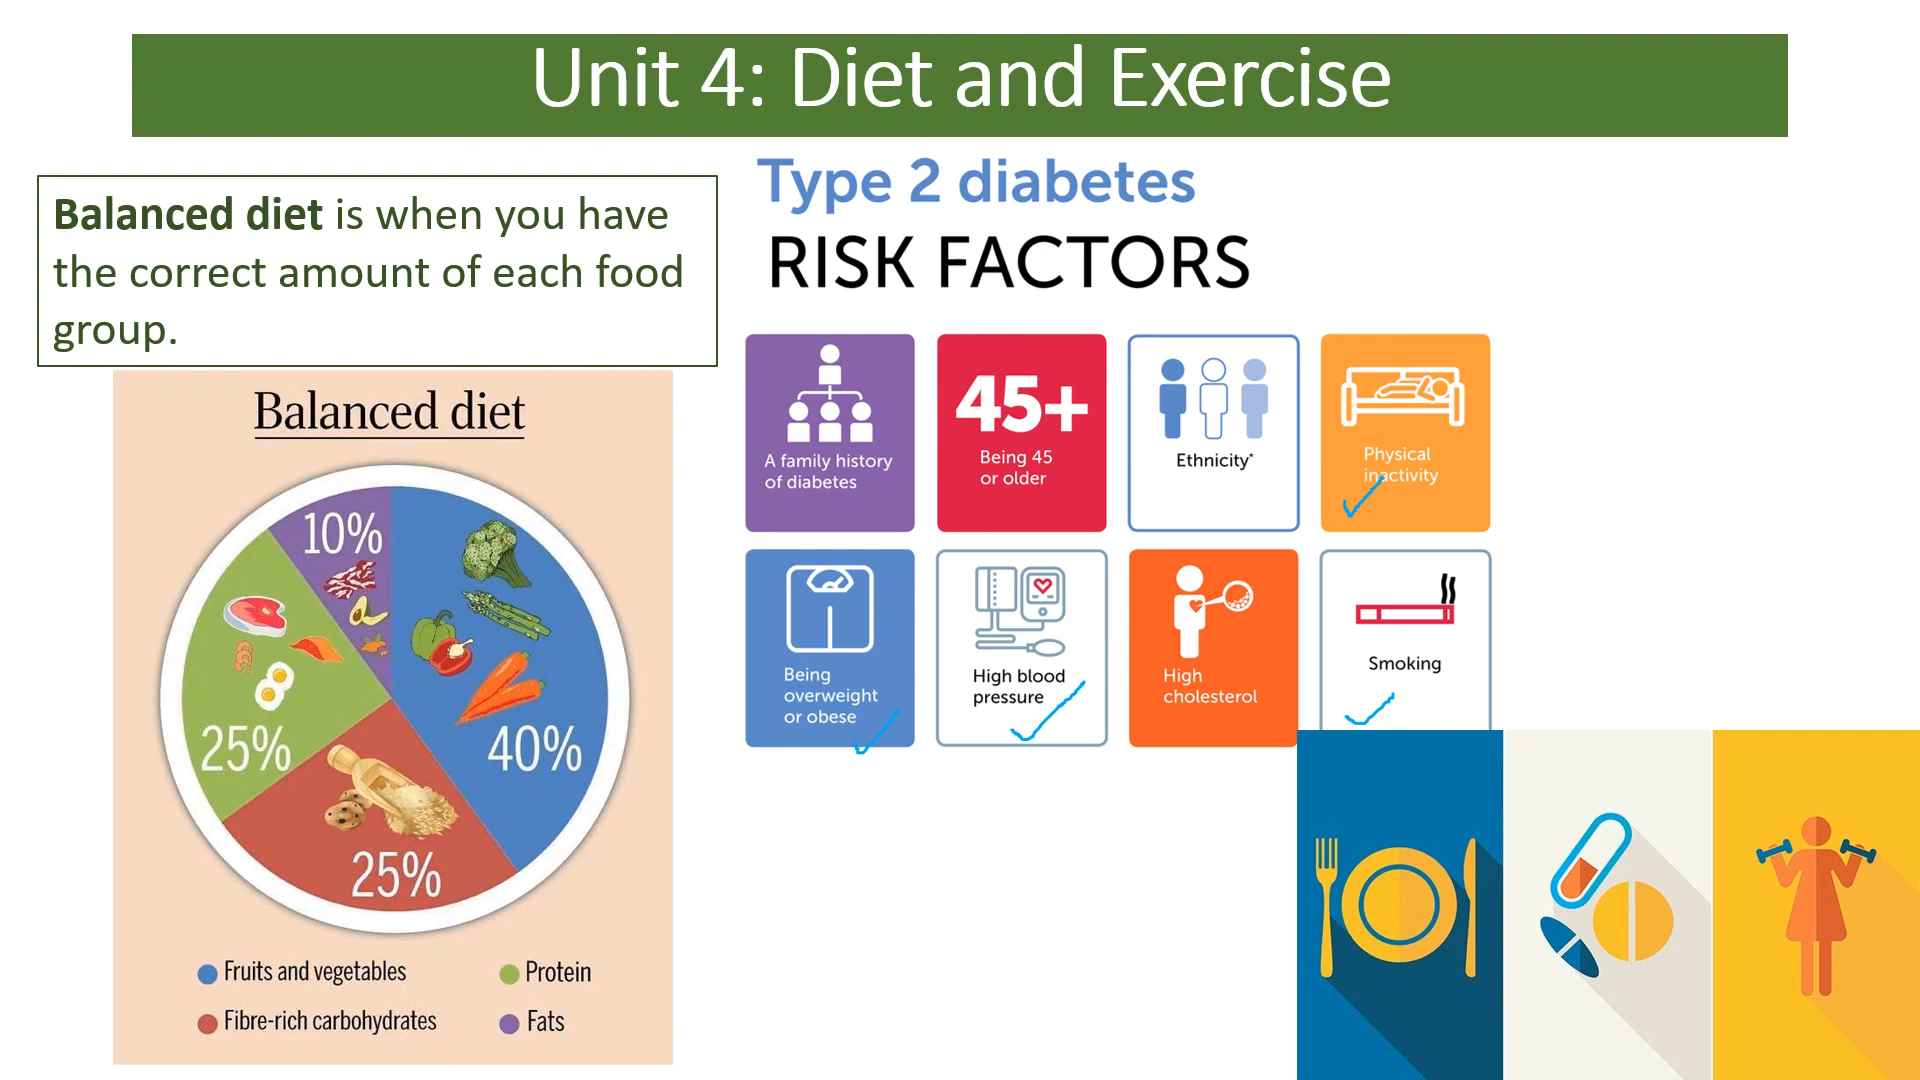 Unit 4: Diet and Exercise
Balanced diet is when you have
the correct amount of each food
group.
Balanced diet
10%
25%
40%
25%
Fruits and vegetables
Protein
Fibre-rich carbohydrates
Fats
Type 2 diabetes
RISK FACTORS
A family history
of diabetes
45+
Being 45
or older
Ethnicity*
Physical
inactivity
Being
overweight
or obese
High blood
pressure
High
cholesterol
Smoking